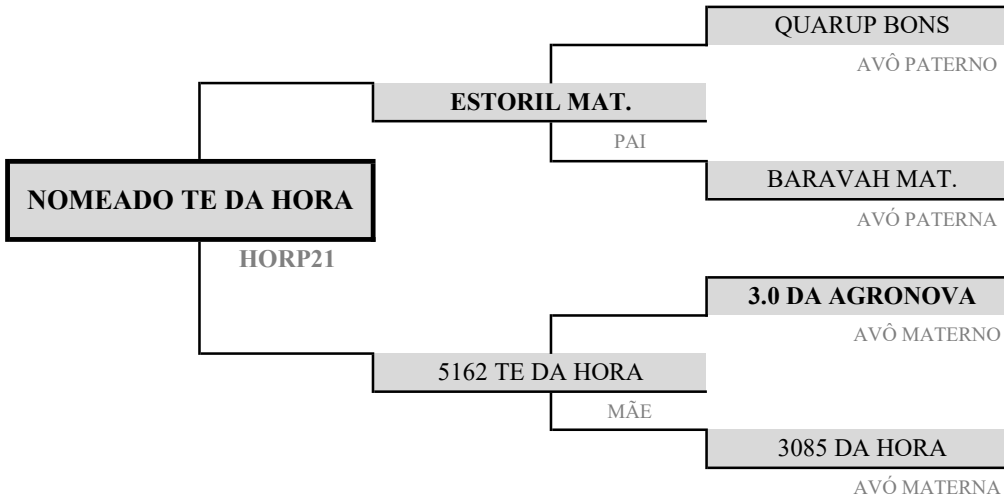 QUARUP BONS
AVÔ PATERNO
ESTORIL MAT.
PAI
BARAVAH MAT.
AVÓ PATERNA
NOMEADO TE DA HORA
HORP21
3.0 DA AGRONOVA
AVÔ MATERNO
5162 TE DA HORA
MÃE
3085 DA HORA
AVÓ MATERNA